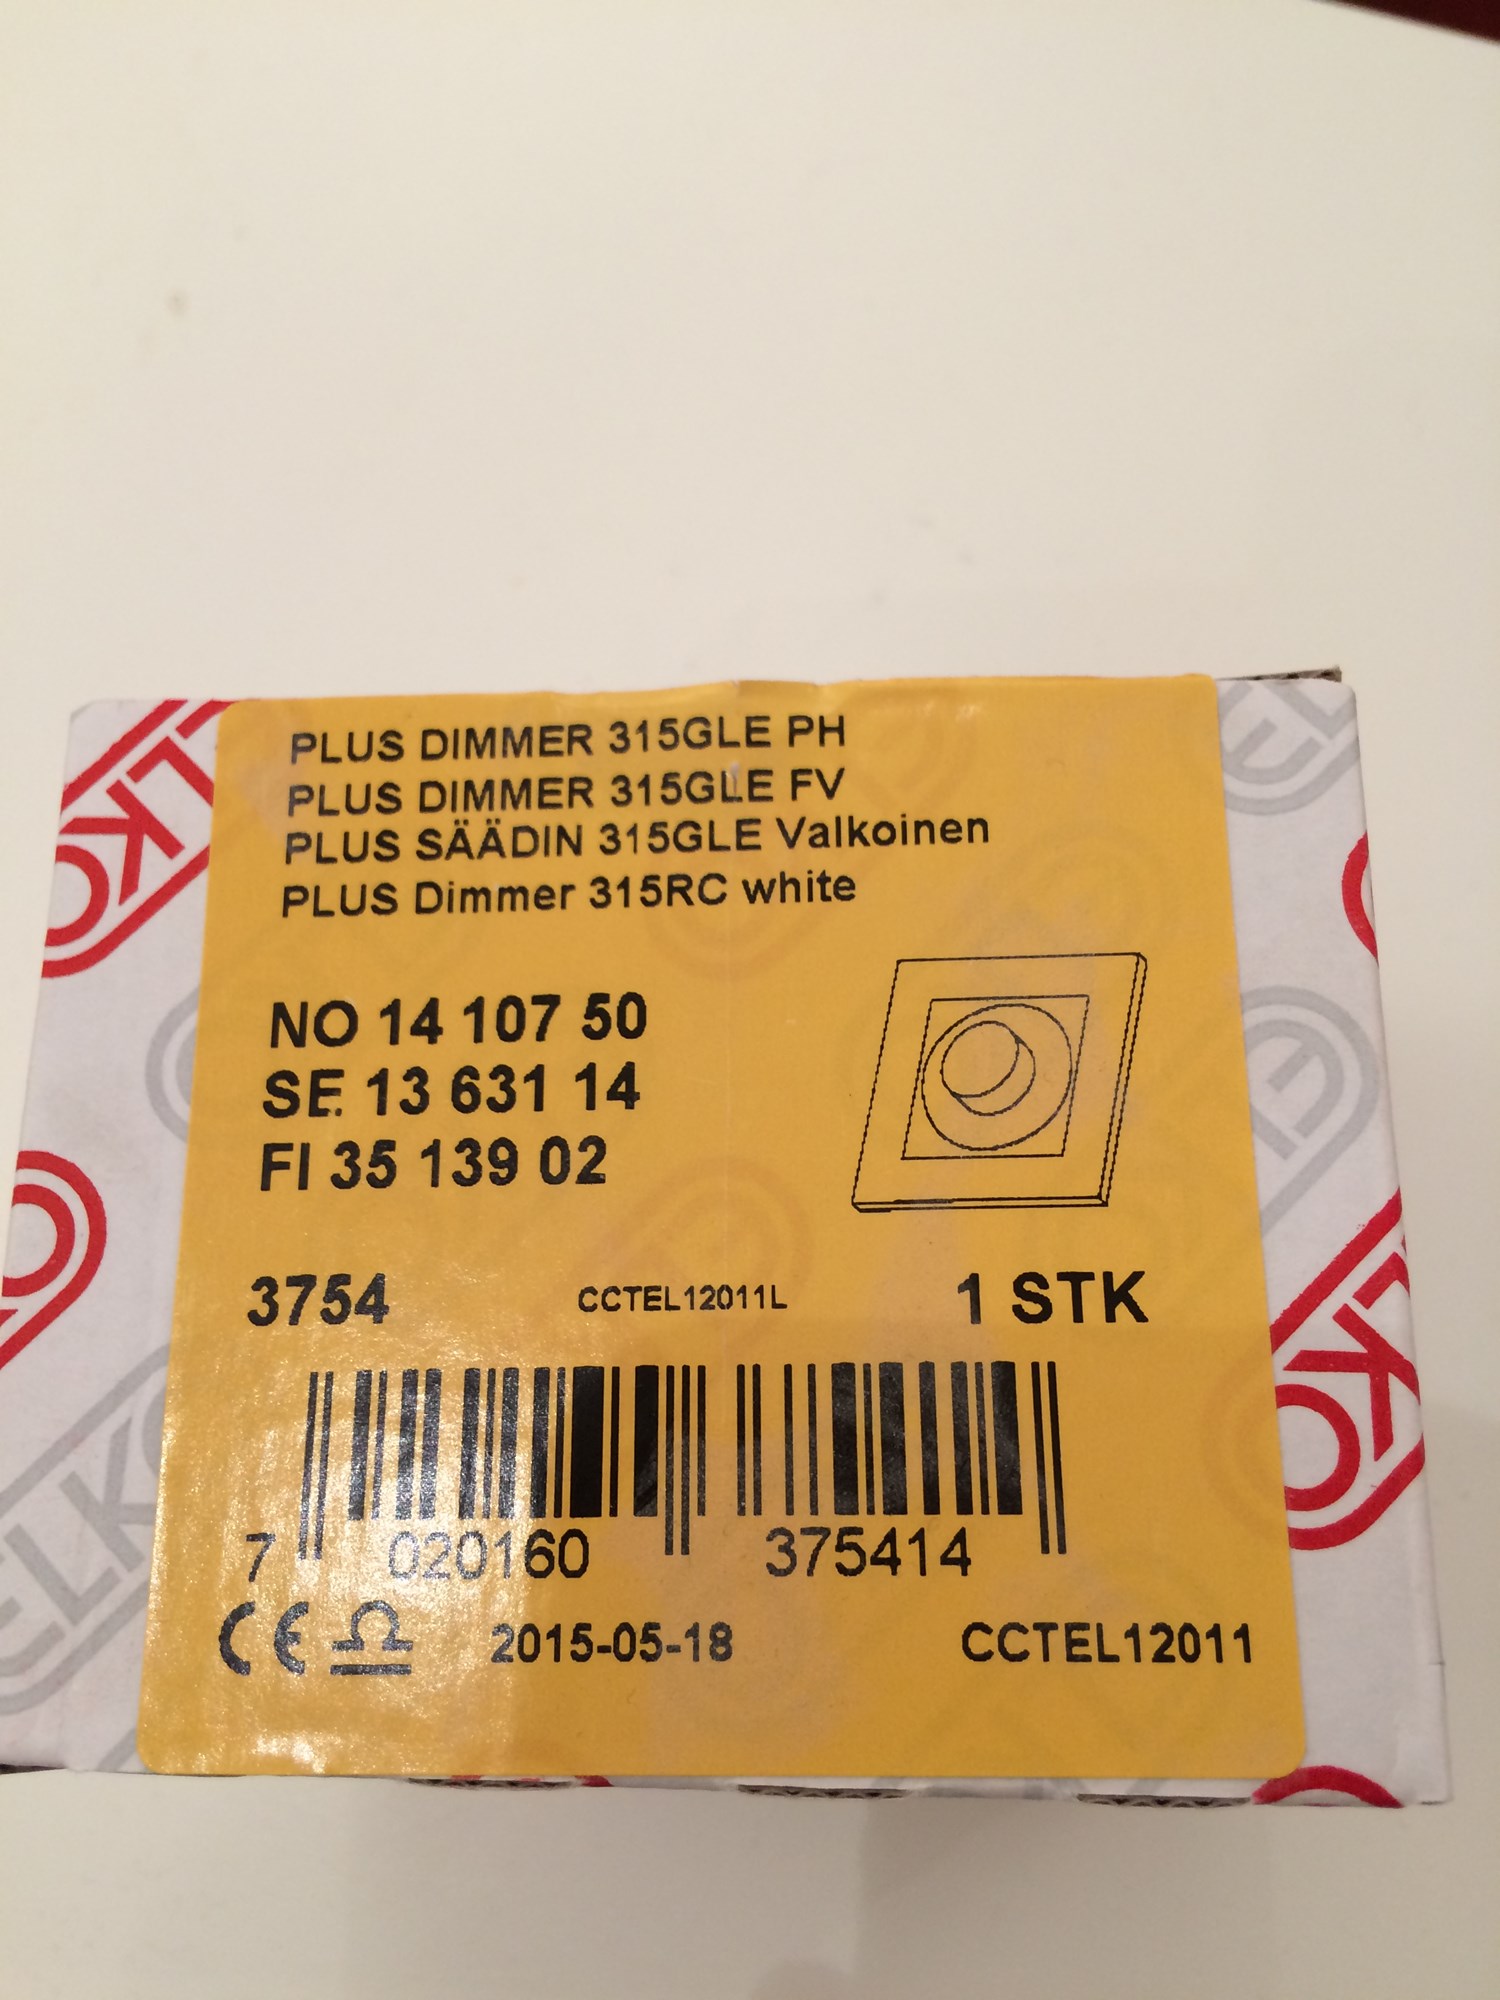 PLUS DIMMER 315GLE PH
PLUS DIMMER 315GLE FV
PLUS SÄÄDIN 315GLE Valkoinen
PLUS Dimmer 315RC white
NO 14 107 50
SE 13 631 14
FI 35 139 02
3754 CCTEL12011L 1 STK
7 020160 375414
CE 2015-05-18 CCTEL12011
ELKO